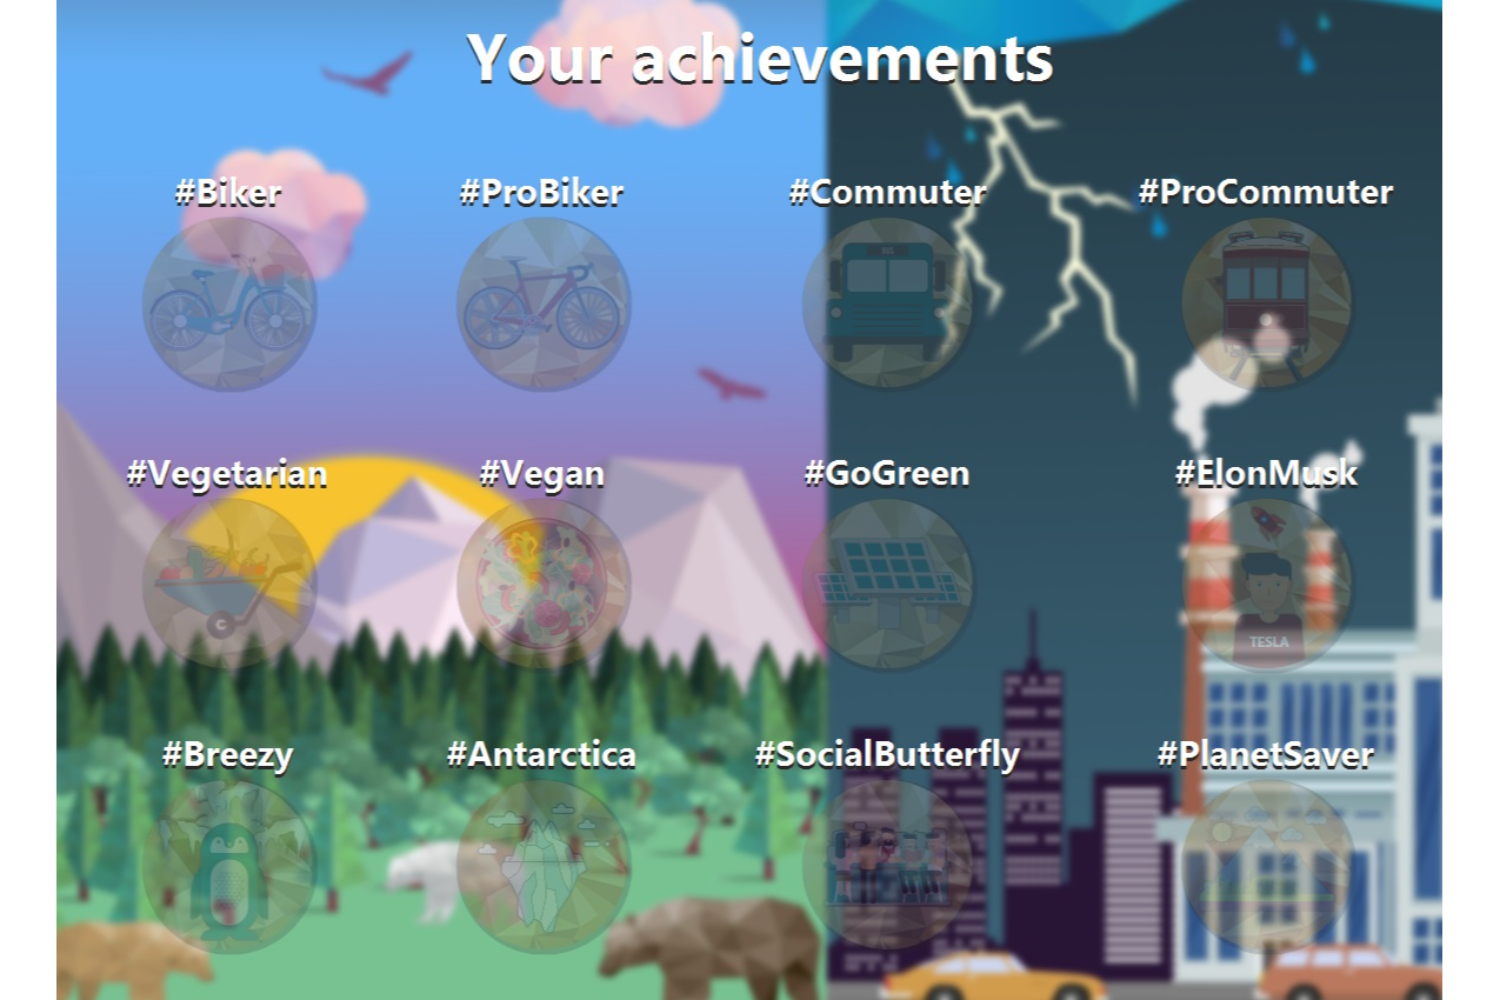 Your achievements
#Biker #ProBiker #Commuter #ProCommuter
#Vegetarian #Vegan #GoGreen #ElonMusk
TESLA
#Breezy #Antarctica #SocialButterfly #PlanetSaver